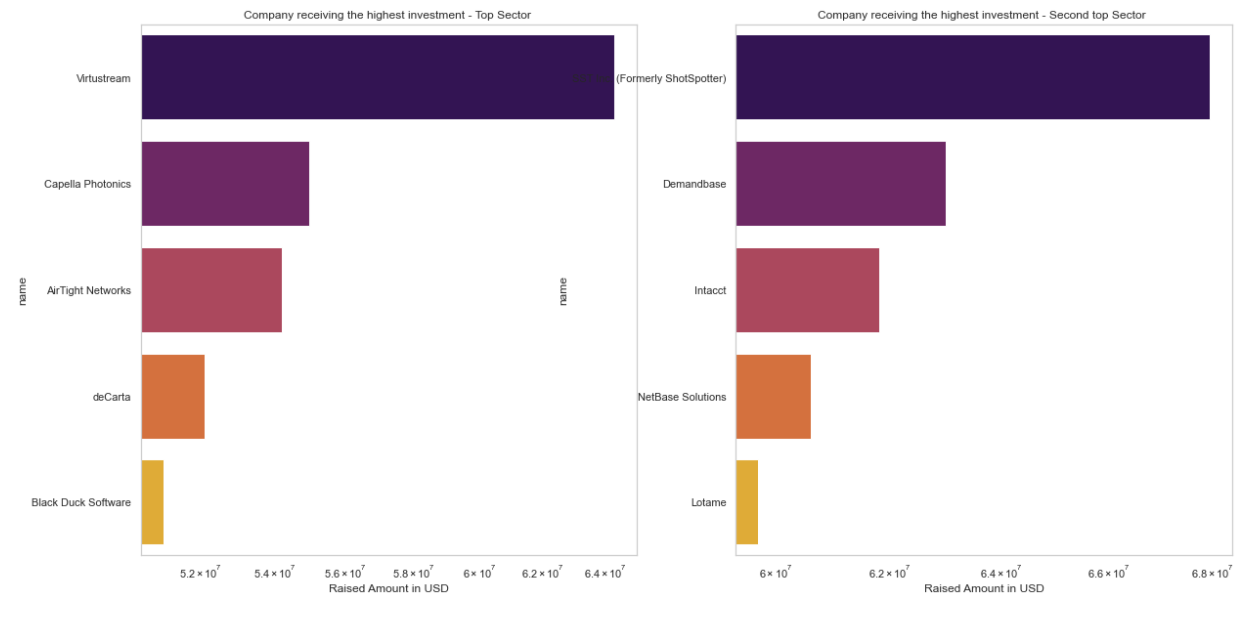 Company receiving the highest investment - Top Sector
Virtustream
Capella Photonics
AirTight Networks
deCarta
Black Duck Software
name
5.2 × 10⁷ 5.4 × 10⁷ 5.6 × 10⁷ 5.8 × 10⁷ 6 × 10⁷ 6.2 × 10⁷ 6.4 × 10⁷
Raised Amount in USD
Company receiving the highest investment - Second top Sector
(Formerly ShotSpotter)
Demandbase
Intacct
NetBase Solutions
Lotame
name
6 × 10⁷ 6.2 × 10⁷ 6.4 × 10⁷ 6.6 × 10⁷ 6.8 × 10⁷
Raised Amount in USD